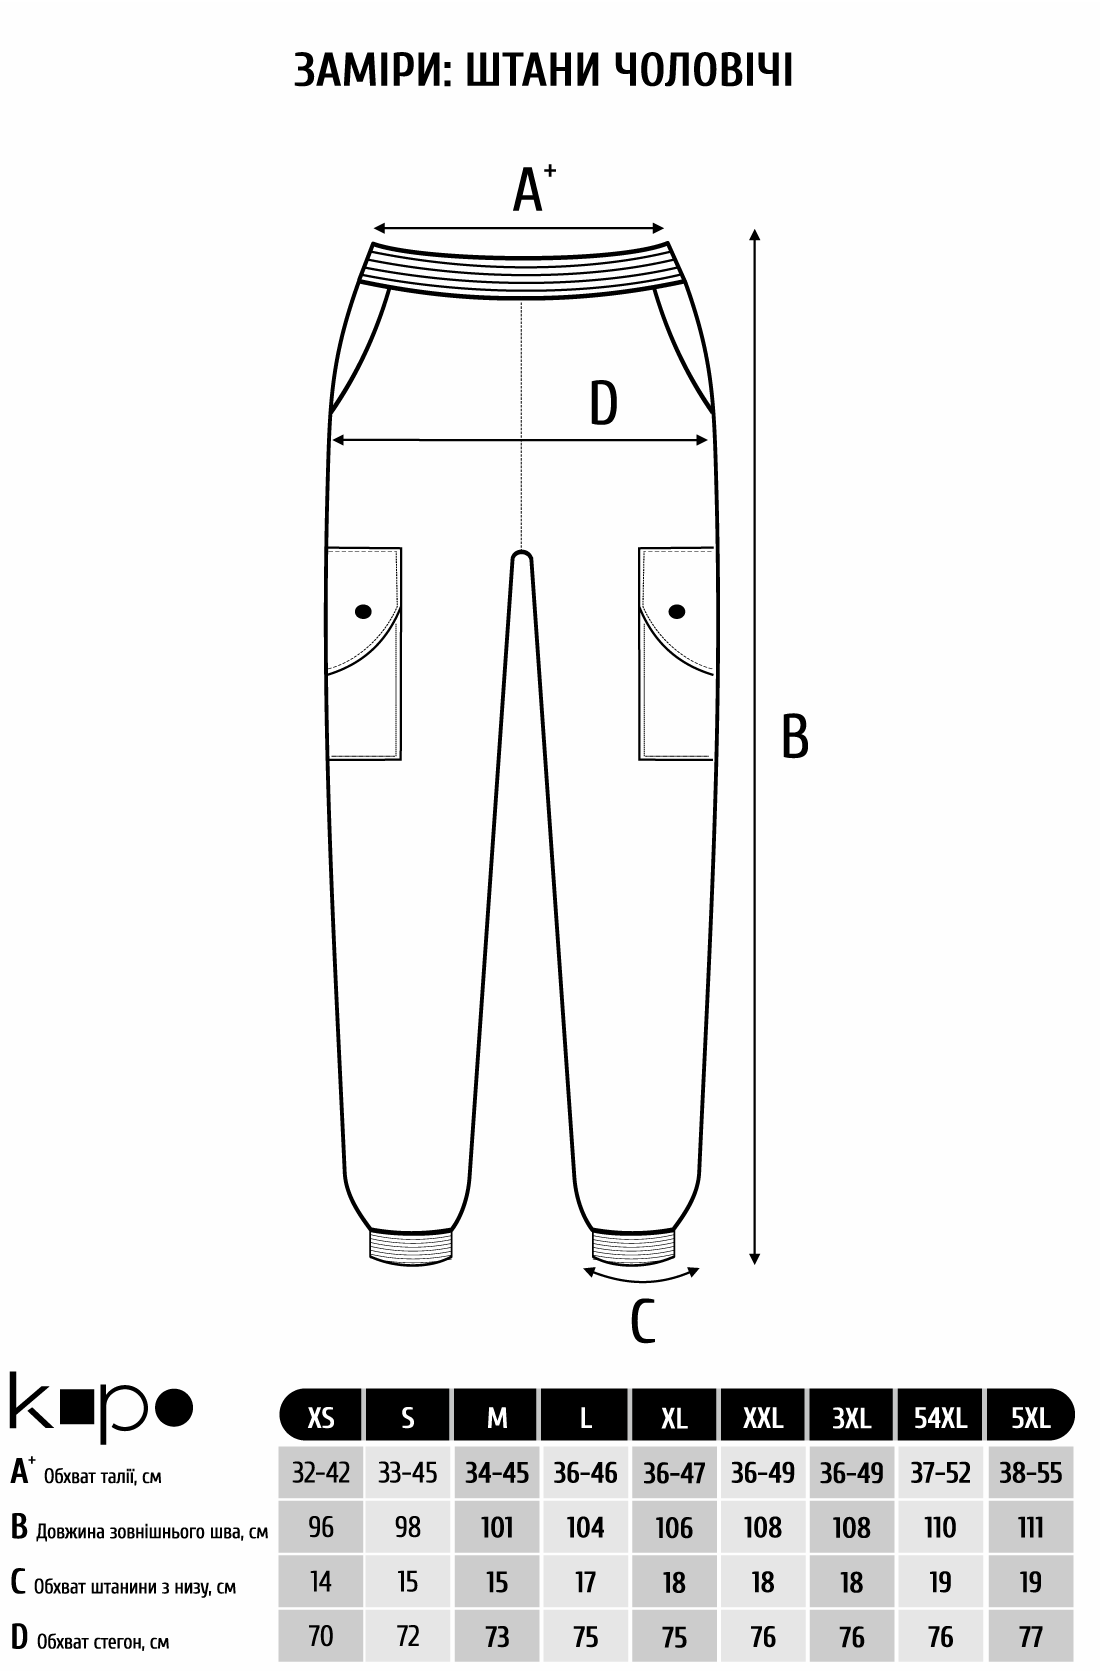 ЗАМІРИ: ШТАНИ ЧОЛОВІЧІ
A+
D
B
C
kapo
XS S M L XL XXL 3XL 54XL 5XL
A+ Обхват талії, см 32-42 33-45 34-45 36-46 36-47 36-49 36-49 37-52 38-55
B Довжина зовнішнього шва, см 96 98 101 104 106 108 108 110 111
C Обхват штанини з низу, см 14 15 15 17 18 18 18 19 19
D Обхват стегон, см 70 72 73 75 75 76 76 76 77